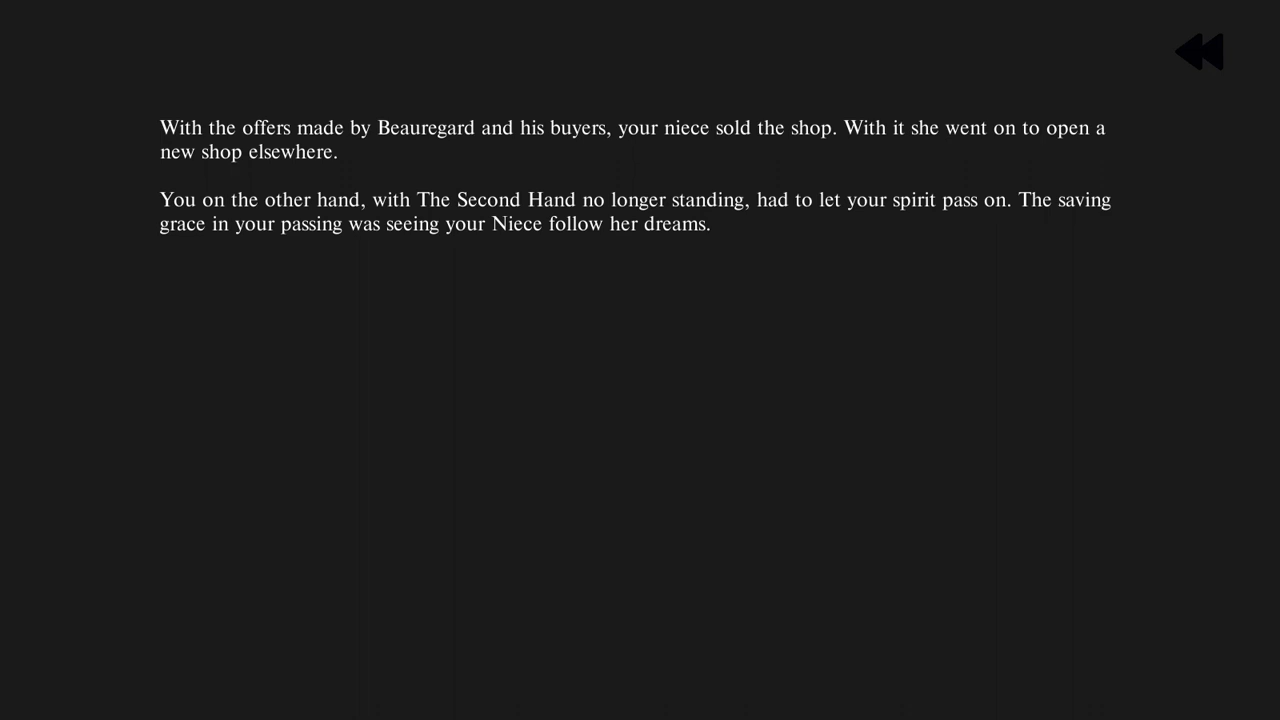 With the offers made by Beauregard and his buyers, your niece sold the shop. With it she went on to open a
new shop elsewhere.
You on the other hand, with The Second Hand no longer standing, had to let your spirit pass on. The saving
grace in your passing was seeing your Niece follow her dreams.